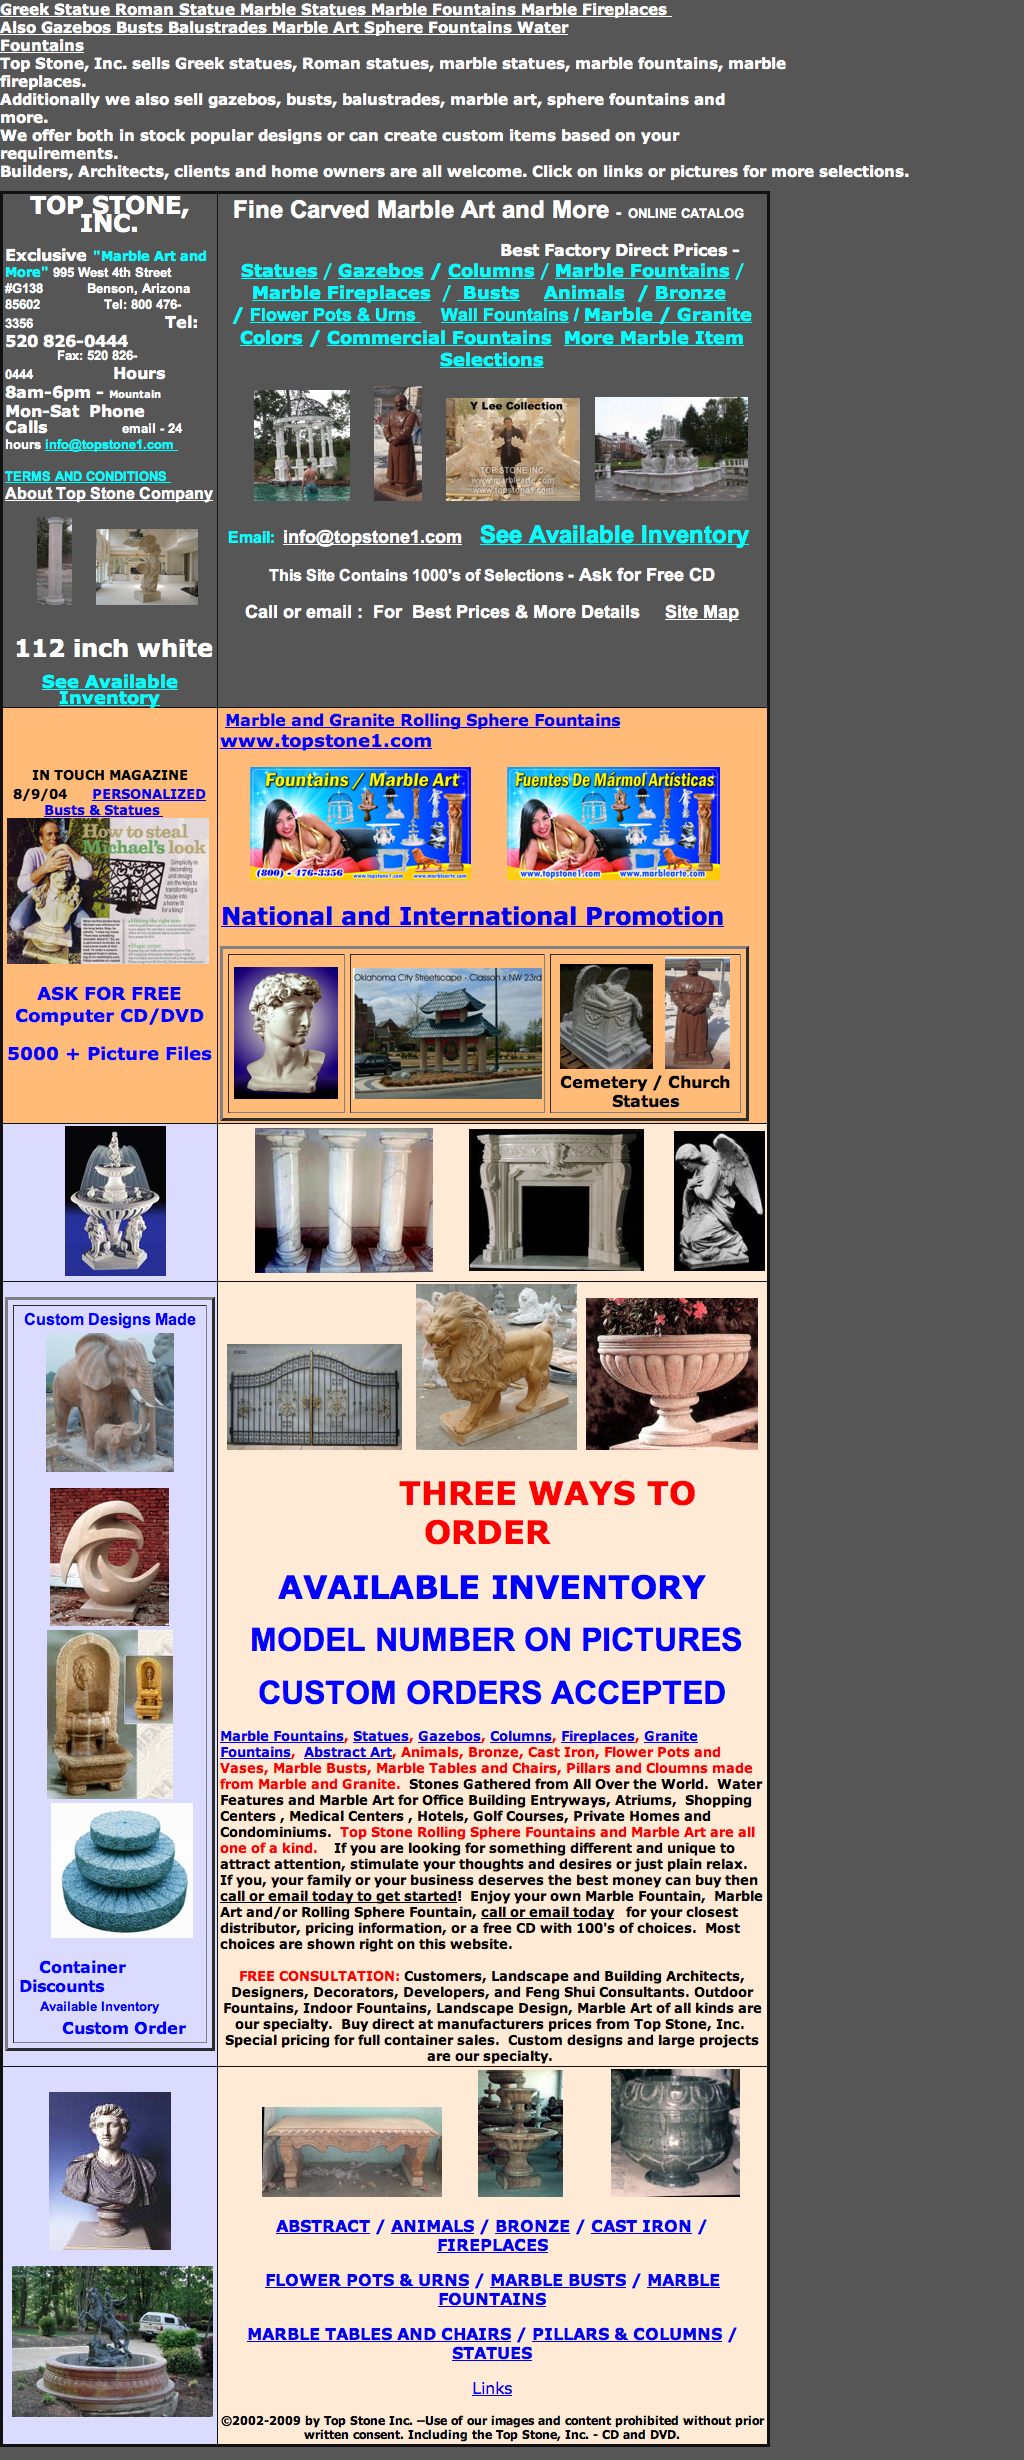 Greek Statue Roman Statue Marble Statues Marble Fountains Marble Fireplaces
Also Gazebos Busts Balustrades Marble Art Sphere Fountains Water
Fountains
Top Stone, Inc. sells Greek statues, Roman statues, marble statues, marble fountains, marble
fireplaces.
Additionally we also sell gazebos, busts, balustrades, marble art, sphere fountains and
more.
We offer both in stock popular designs or can create custom items based on your
requirements.
Builders, Architects, clients and home owners are all welcome. Click on links or pictures for more selections.
TOP STONE,
INC.
Exclusive "Marble Art and
More" 995 West 4th Street
#G138 Benson, Arizona
85602 Tel: 800 476-
3356 Tel:
520 826-0444
Fax: 520 826-
0444 Hours
8am-6pm - Mountain
Mon-Sat Phone
Calls email - 24
hours info@topstone1.com
TERMS AND CONDITIONS
About Top Stone Company
112 inch white
See Available
Inventory
Fine Carved Marble Art and More - ONLINE CATALOG
Best Factory Direct Prices -
Statues / Gazebos / Columns / Marble Fountains /
Marble Fireplaces / Busts Animals / Bronze
/ Flower Pots & Urns Wall Fountains / Marble / Granite
Colors / Commercial Fountains More Marble Item
Selections
Y Lee Collection
TOP STONE INC.
www.marblearte.com
www.topstone1.com
Email: info@topstone1.com See Available Inventory
This Site Contains 1000's of Selections - Ask for Free CD
Call or email : For Best Prices & More Details Site Map
IN TOUCH MAGAZINE
8/9/04 PERSONALIZED
Busts & Statues
How to steal
Michael's look
Simplicity in
decorating
and design
are the keys to
transforming a
house into
a home fit
for a king!
ASK FOR FREE
Computer CD/DVD
5000 + Picture Files
Marble and Granite Rolling Sphere Fountains
www.topstone1.com
Fountains / Marble Art
(800) - 476-3356 www.topstone1.com www.marblearte.com
Fuentes De Mármol Artísticas
www.topstone1.com www.marblearte.com
National and International Promotion
Oklahoma City Streetscape - Classon x NW 23rd
Cemetery / Church
Statues
Custom Designs Made
Container
Discounts
Available Inventory
Custom Order
THREE WAYS TO
ORDER
AVAILABLE INVENTORY
MODEL NUMBER ON PICTURES
CUSTOM ORDERS ACCEPTED
Marble Fountains, Statues, Gazebos, Columns, Fireplaces, Granite
Fountains, Abstract Art, Animals, Bronze, Cast Iron, Flower Pots and
Vases, Marble Busts, Marble Tables and Chairs, Pillars and Cloumns made
from Marble and Granite. Stones Gathered from All Over the World. Water
Features and Marble Art for Office Building Entryways, Atriums, Shopping
Centers , Medical Centers , Hotels, Golf Courses, Private Homes and
Condominiums. Top Stone Rolling Sphere Fountains and Marble Art are all
one of a kind. If you are looking for something different and unique to
attract attention, stimulate your thoughts and desires or just plain relax.
If you, your family or your business deserves the best money can buy then
call or email today to get started! Enjoy your own Marble Fountain, Marble
Art and/or Rolling Sphere Fountain, call or email today for your closest
distributor, pricing information, or a free CD with 100's of choices. Most
choices are shown right on this website.
FREE CONSULTATION: Customers, Landscape and Building Architects,
Designers, Decorators, Developers, and Feng Shui Consultants. Outdoor
Fountains, Indoor Fountains, Landscape Design, Marble Art of all kinds are
our specialty. Buy direct at manufacturers prices from Top Stone, Inc.
Special pricing for full container sales. Custom designs and large projects
are our specialty.
ABSTRACT / ANIMALS / BRONZE / CAST IRON /
FIREPLACES
FLOWER POTS & URNS / MARBLE BUSTS / MARBLE
FOUNTAINS
MARBLE TABLES AND CHAIRS / PILLARS & COLUMNS /
STATUES
Links
©2002-2009 by Top Stone Inc. --Use of our images and content prohibited without prior
written consent. Including the Top Stone, Inc. - CD and DVD.